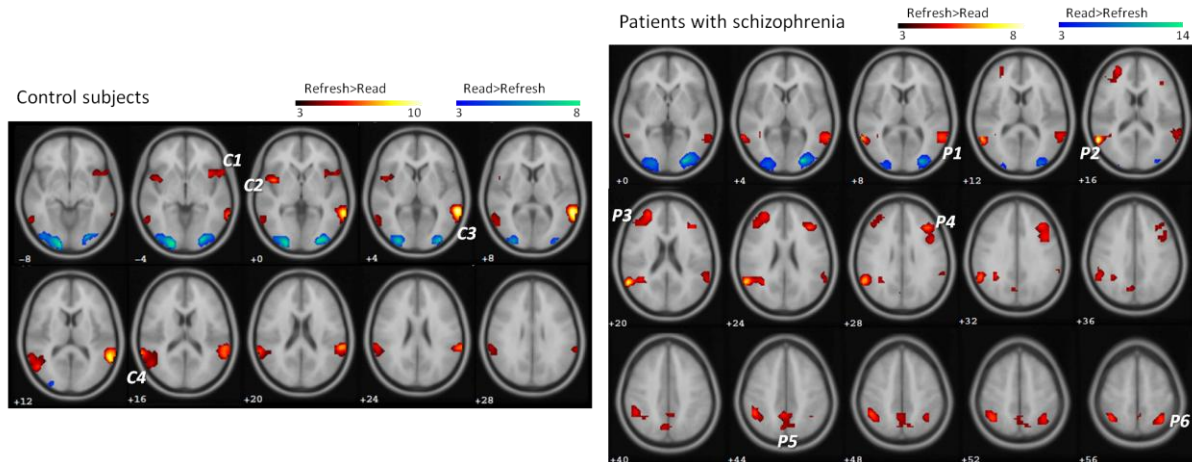 Control subjects
Refresh>Read
3 10
Read>Refresh
3 8
C1
C2
C3
−8 −4 +0 +4 +8
C4
+12 +16 +20 +24 +28
Patients with schizophrenia
Refresh>Read
3 8
Read>Refresh
3 14
P1 P2
+0 +4 +8 +12 +16
P3 P4
+20 +24 +28 +32 +36
P5 P6
+40 +44 +48 +52 +56